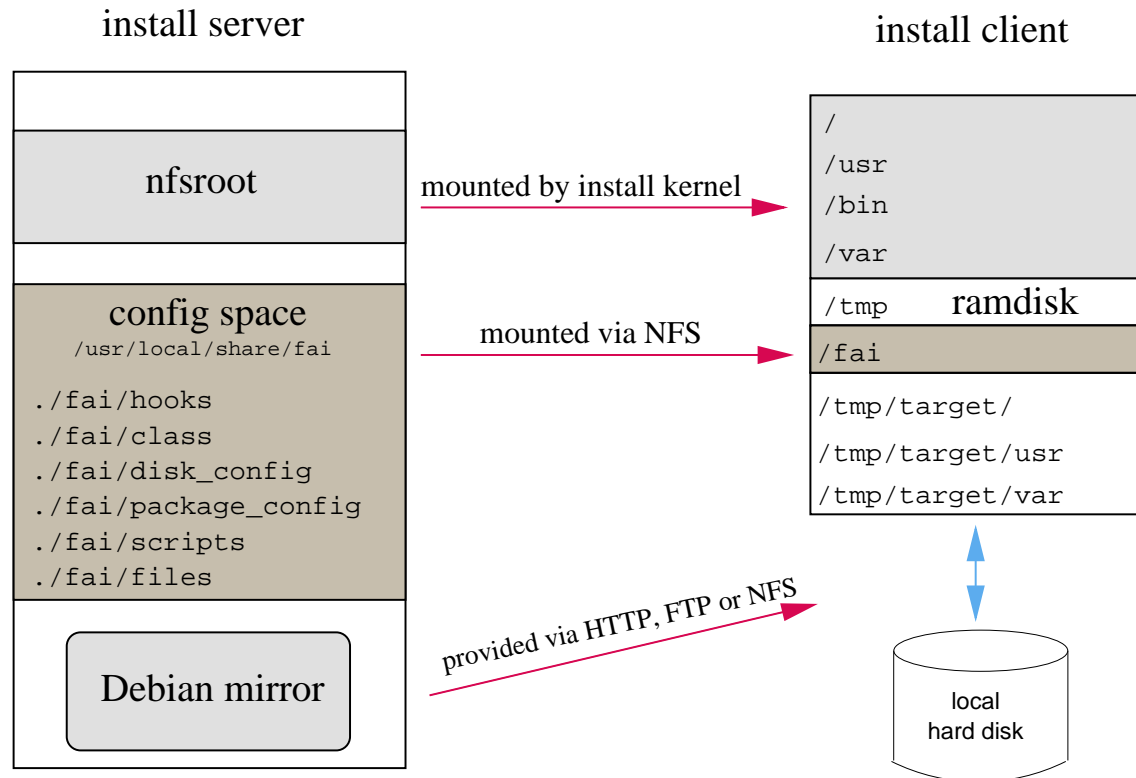 install server
nfsroot
config space
/usr/local/share/fai
./fai/hooks
./fai/class
./fai/disk_config
./fai/package_config
./fai/scripts
./fai/files
Debian mirror
mounted by install kernel
mounted via NFS
provided via HTTP, FTP or NFS
install client
/
/usr
/bin
/var
/tmp ramdisk
/fai
/tmp/target/
/tmp/target/usr
/tmp/target/var
local
hard disk